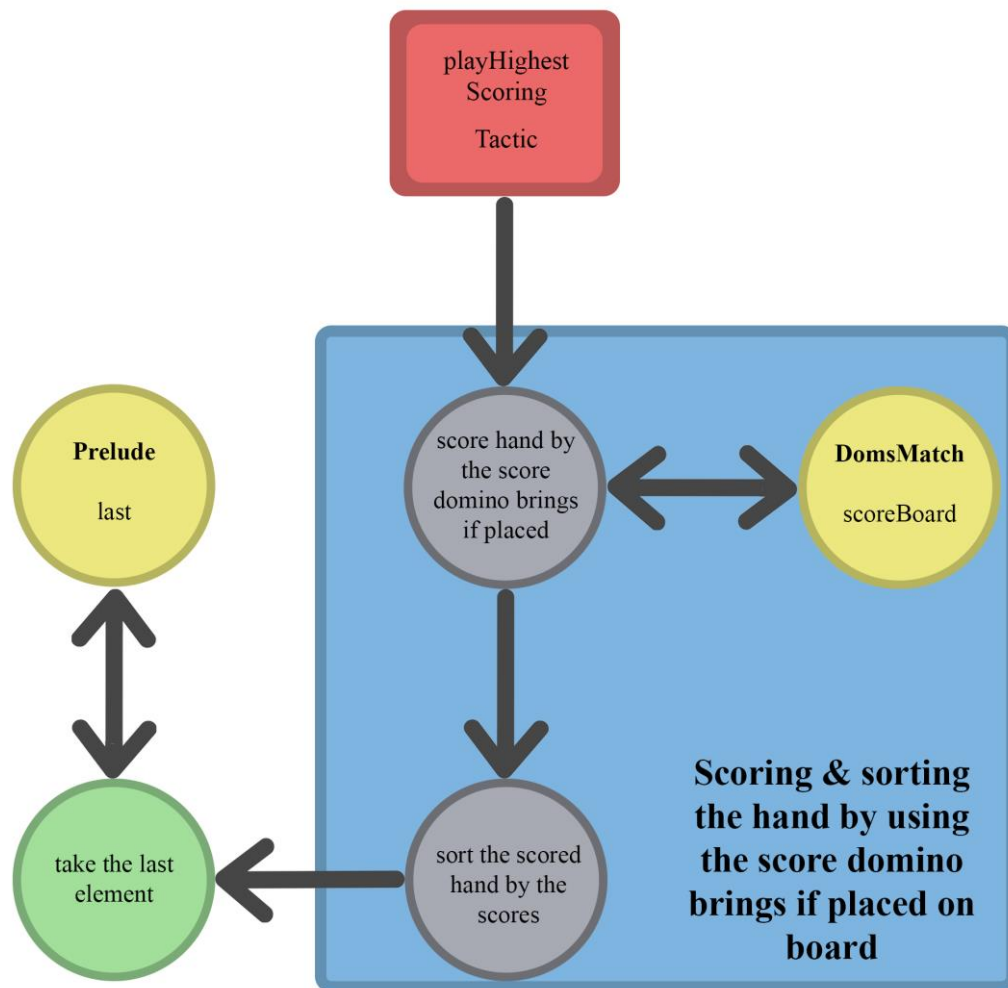 playHighest
Scoring
Tactic
Prelude
last
score hand by
the score
domino brings
if placed
DomsMatch
scoreBoard
take the last
element
sort the scored
hand by the
scores
Scoring & sorting
the hand by using
the score domino
brings if placed on
board